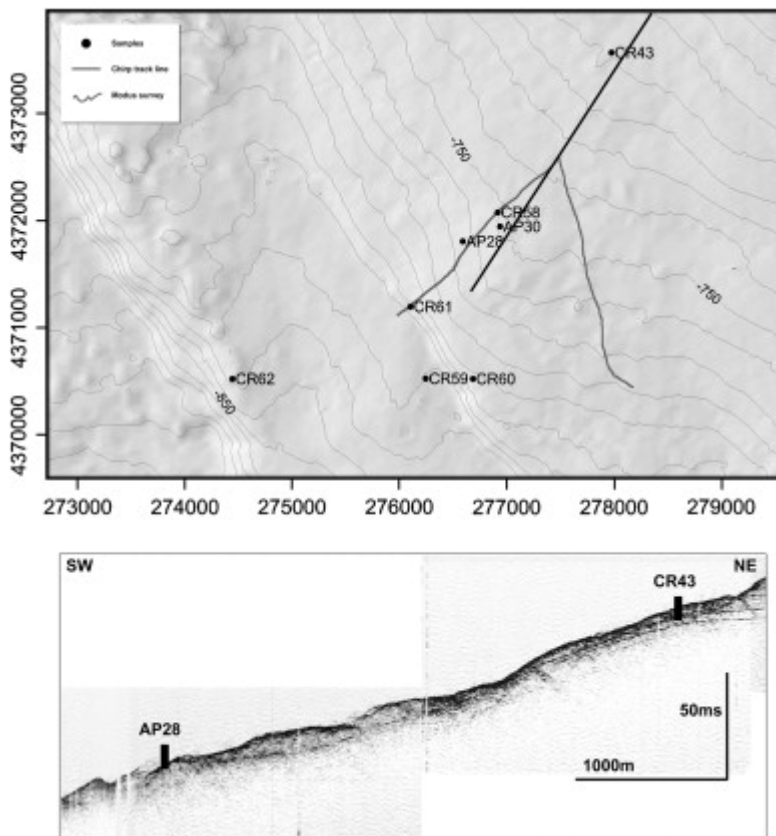 Samples
Chirp track line
Modus survey
CR43
-750
CR58
AP30
AP28
CR61
-750
CR62
CR59
CR60
-650
4373000
4372000
4371000
4370000
273000 274000 275000 276000 277000 278000 279000
SW
NE
CR43
AP28
50ms
1000m